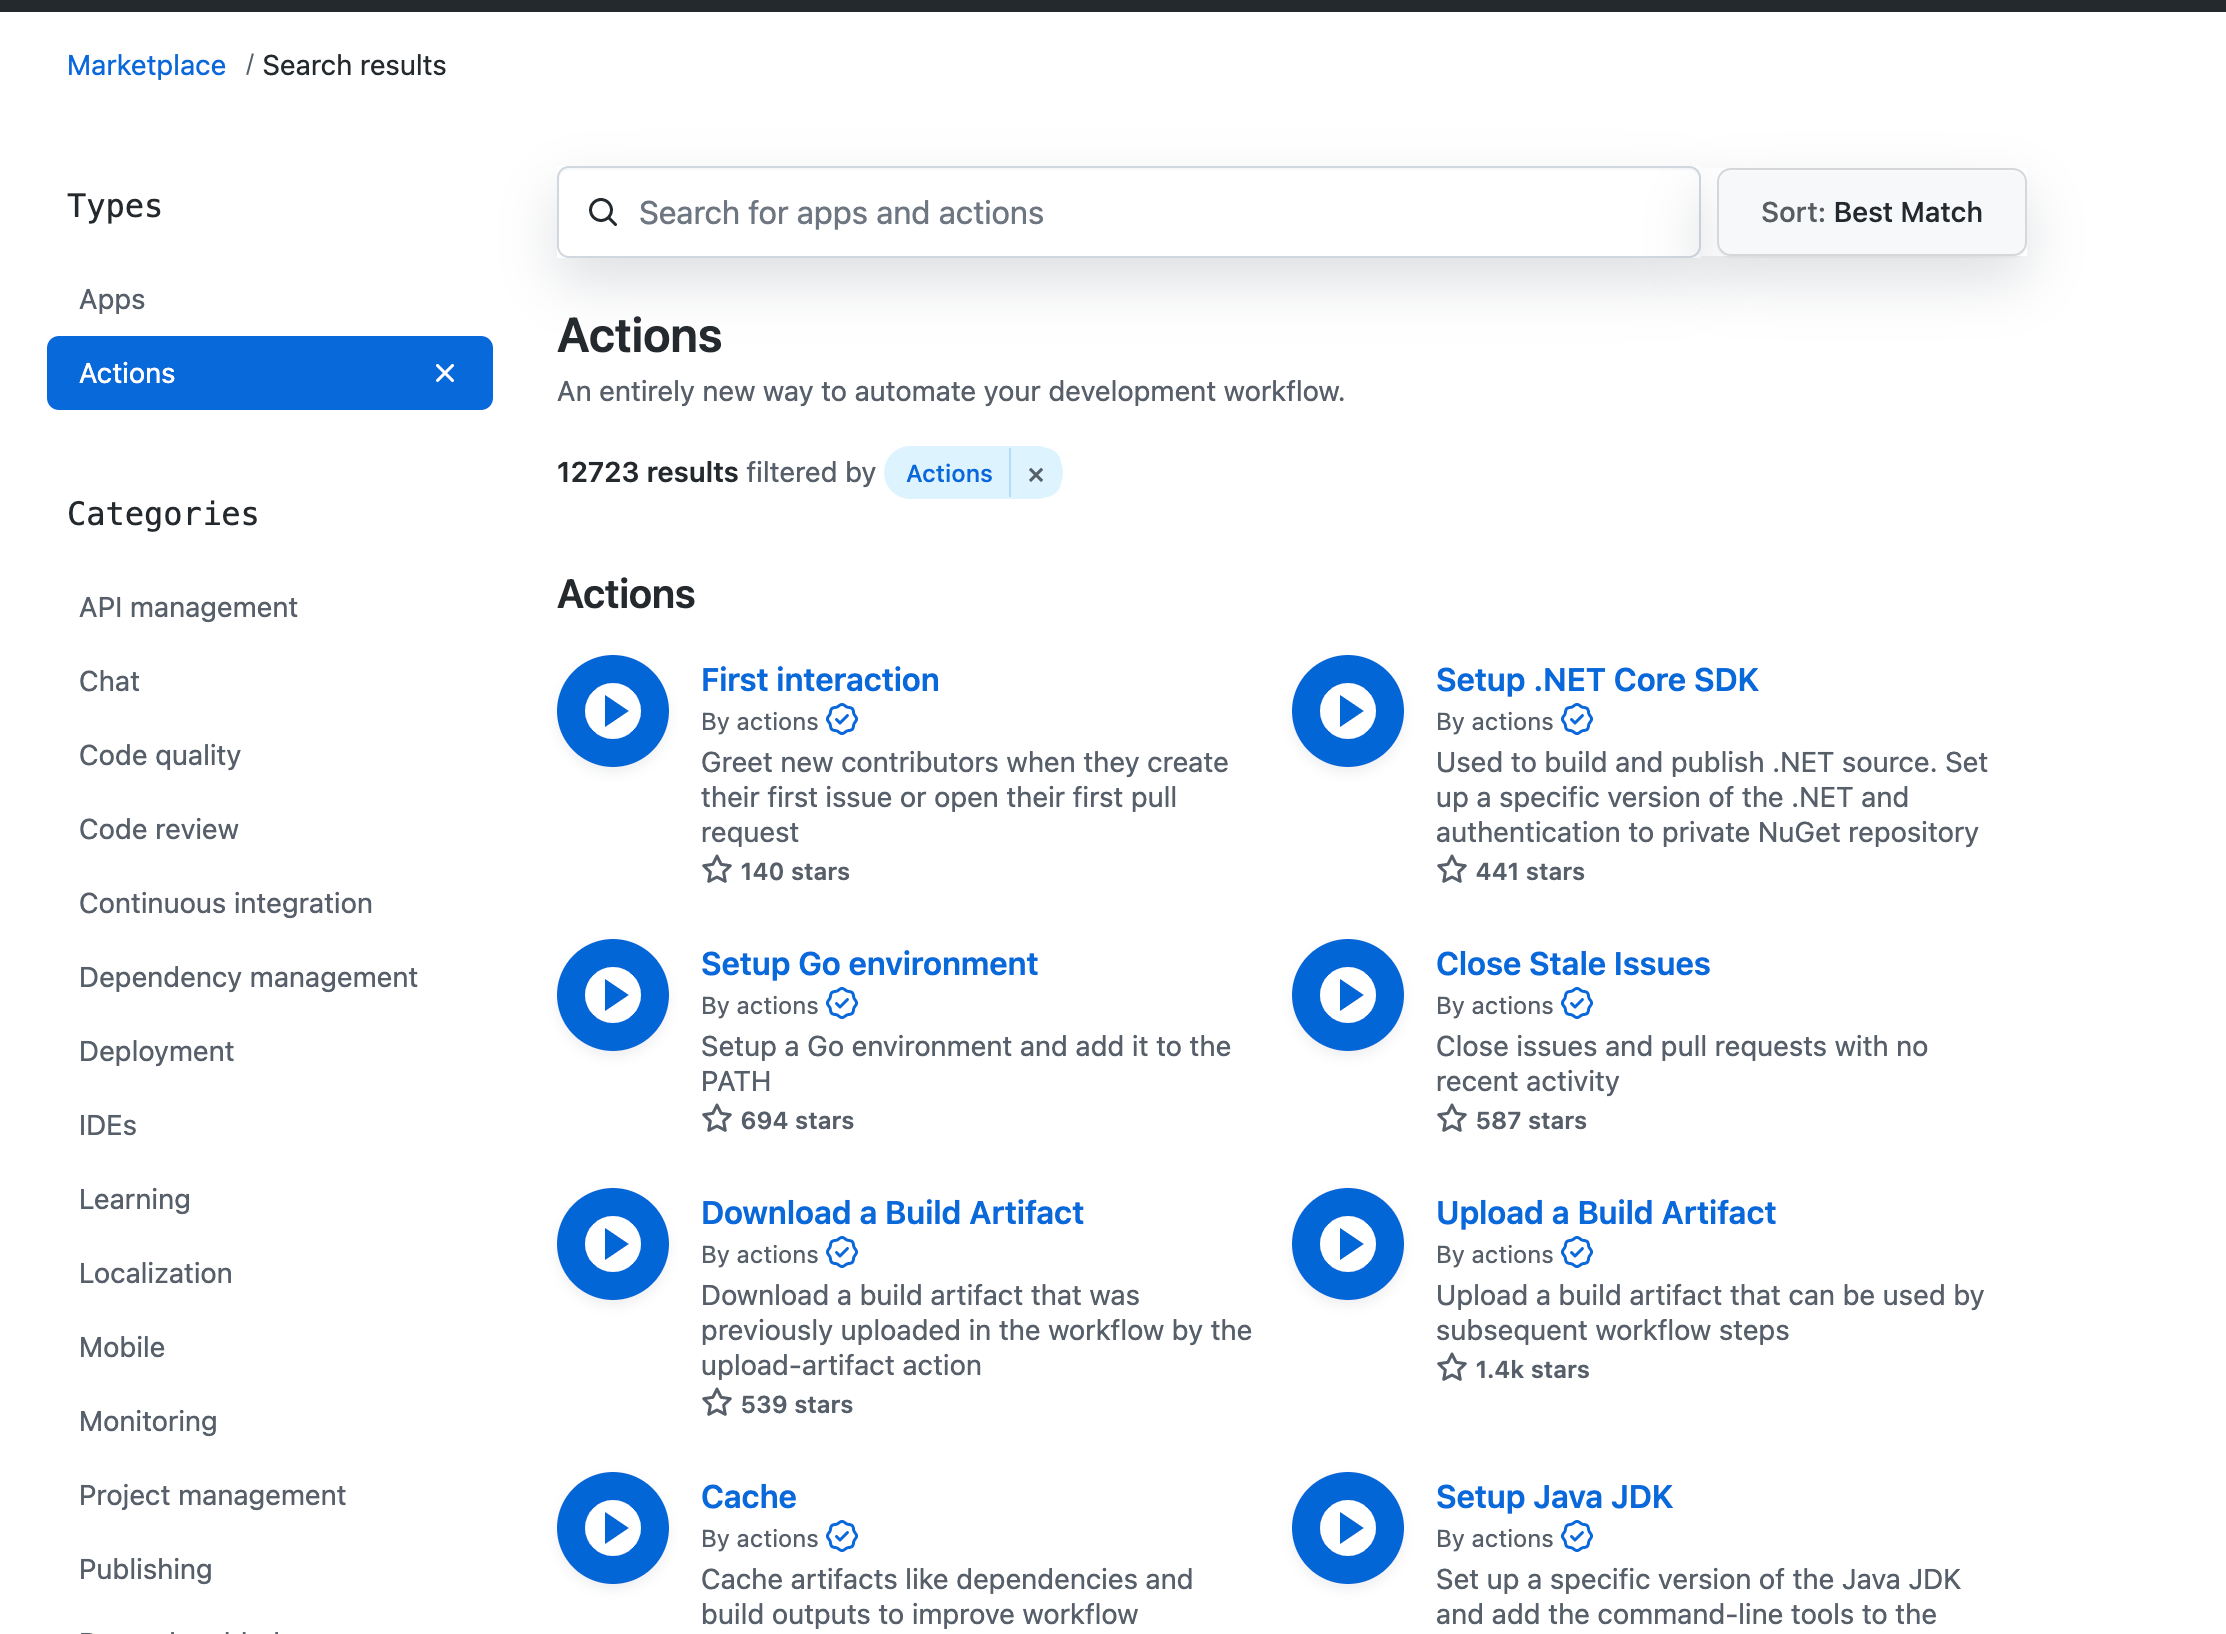 Marketplace / Search results
Types
Apps
Actions
Categories
API management
Chat
Code quality
Code review
Continuous integration
Dependency management
Deployment
IDEs
Learning
Localization
Mobile
Monitoring
Project management
Publishing
Search for apps and actions
Sort: Best Match
Actions
An entirely new way to automate your development workflow.
12723 results filtered by Actions ×
Actions
First interaction
By actions
Greet new contributors when they create
their first issue or open their first pull
request
140 stars
Setup .NET Core SDK
By actions
Used to build and publish .NET source. Set
up a specific version of the .NET and
authentication to private NuGet repository
441 stars
Setup Go environment
By actions
Setup a Go environment and add it to the
PATH
694 stars
Close Stale Issues
By actions
Close issues and pull requests with no
recent activity
587 stars
Download a Build Artifact
By actions
Download a build artifact that was
previously uploaded in the workflow by the
upload-artifact action
539 stars
Upload a Build Artifact
By actions
Upload a build artifact that can be used by
subsequent workflow steps
1.4k stars
Cache
By actions
Cache artifacts like dependencies and
build outputs to improve workflow
Setup Java JDK
By actions
Set up a specific version of the Java JDK
and add the command-line tools to the